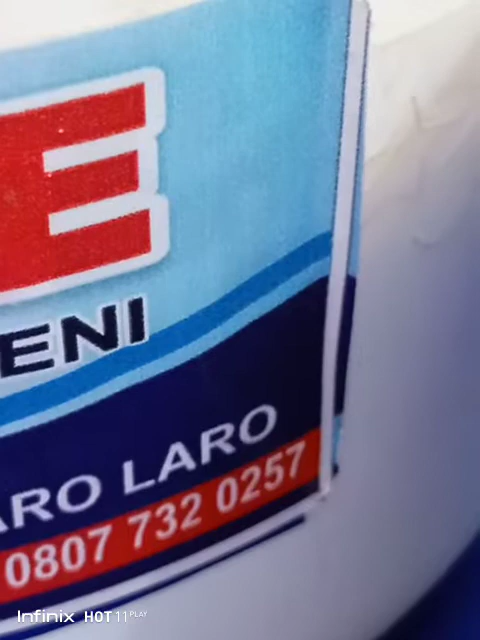 E
ENI
ARO LARO
0807 732 0257
Infinix HOT 11 PLAY